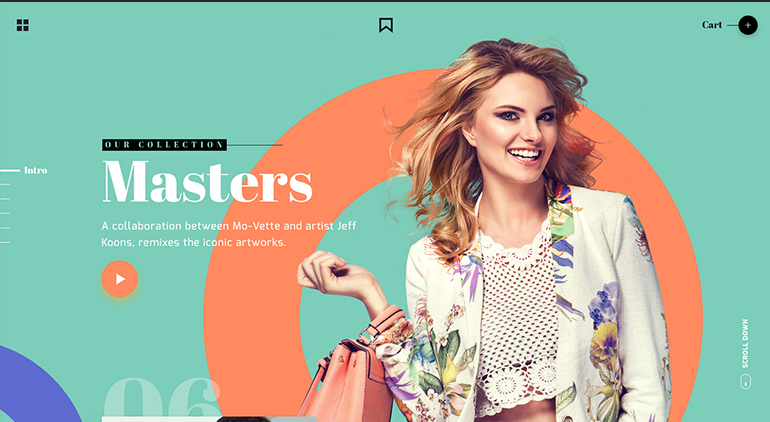 Cart
OUR COLLECTION
Intro
Masters
A collaboration between Mo-Vette and artist Jeff
Koons, remixes the iconic artworks.
SCROLL DOWN
06